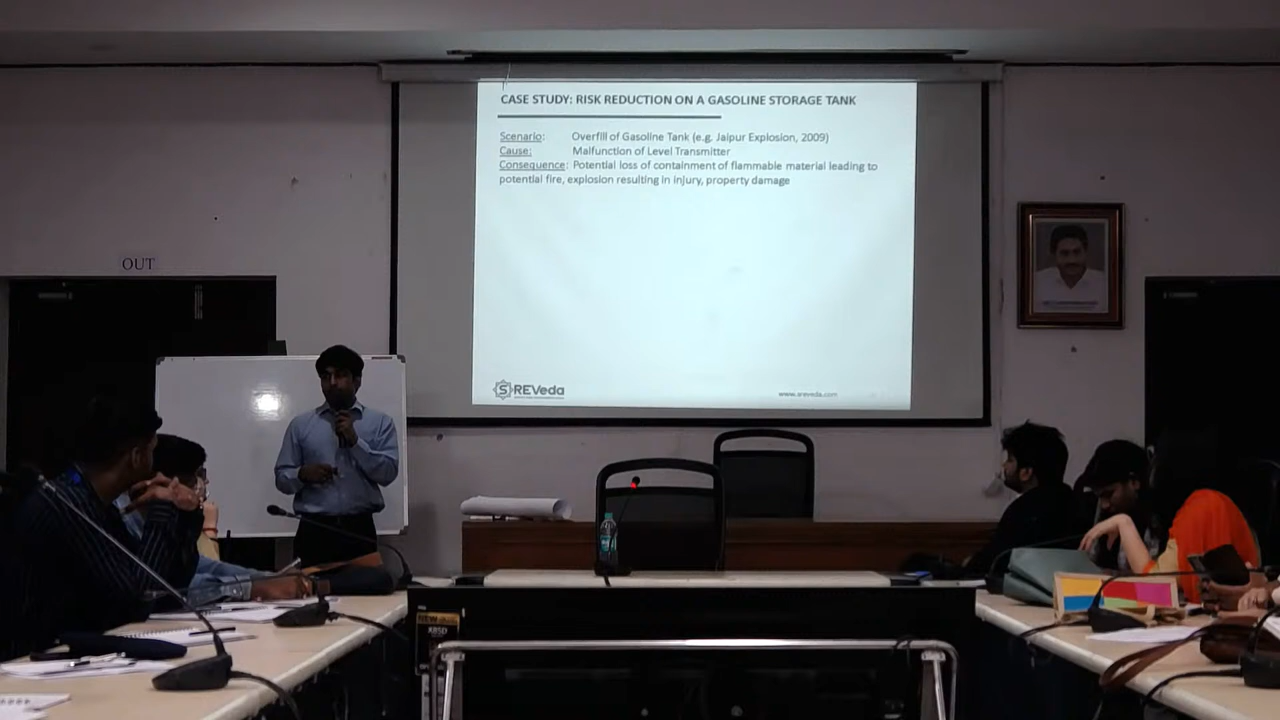 CASE STUDY: RISK REDUCTION ON A GASOLINE STORAGE TANK
Scenario: Overfill of Gasoline Tank (e.g. Jaipur Explosion, 2009)
Cause: Malfunction of Level Transmitter
Consequence: Potential loss of containment of flammable material leading to
potential fire, explosion resulting in injury, property damage
OUT
SREVeda
www.sreveda.com
XB5D